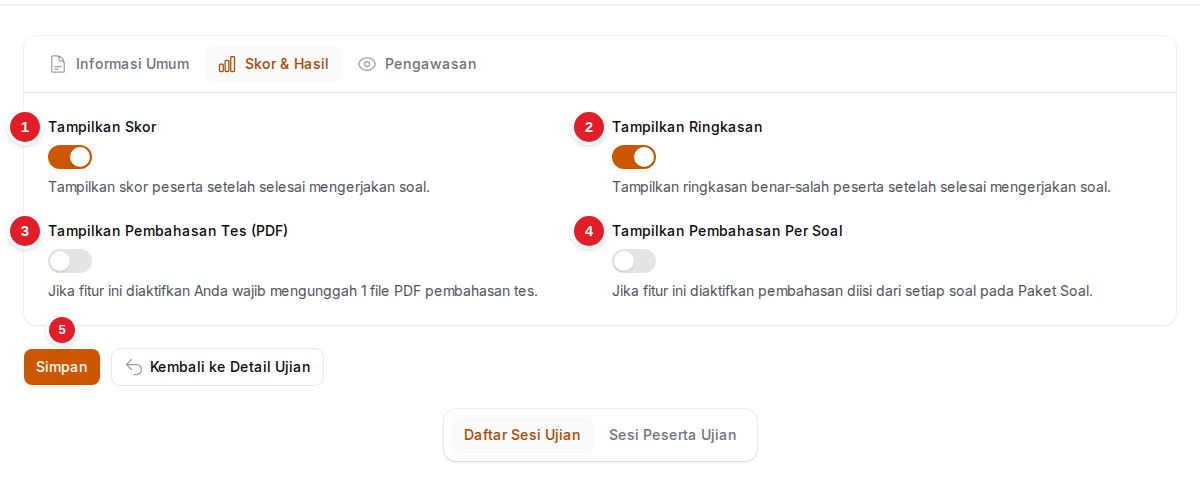 Informasi Umum Skor & Hasil Pengawasan
1 Tampilkan Skor
Tampilkan skor peserta setelah selesai mengerjakan soal.
2 Tampilkan Ringkasan
Tampilkan ringkasan benar-salah peserta setelah selesai mengerjakan soal.
3 Tampilkan Pembahasan Tes (PDF)
Jika fitur ini diaktifkan Anda wajib mengunggah 1 file PDF pembahasan tes.
4 Tampilkan Pembahasan Per Soal
Jika fitur ini diaktifkan pembahasan diisi dari setiap soal pada Paket Soal.
5
Simpan Kembali ke Detail Ujian
Daftar Sesi Ujian Sesi Peserta Ujian